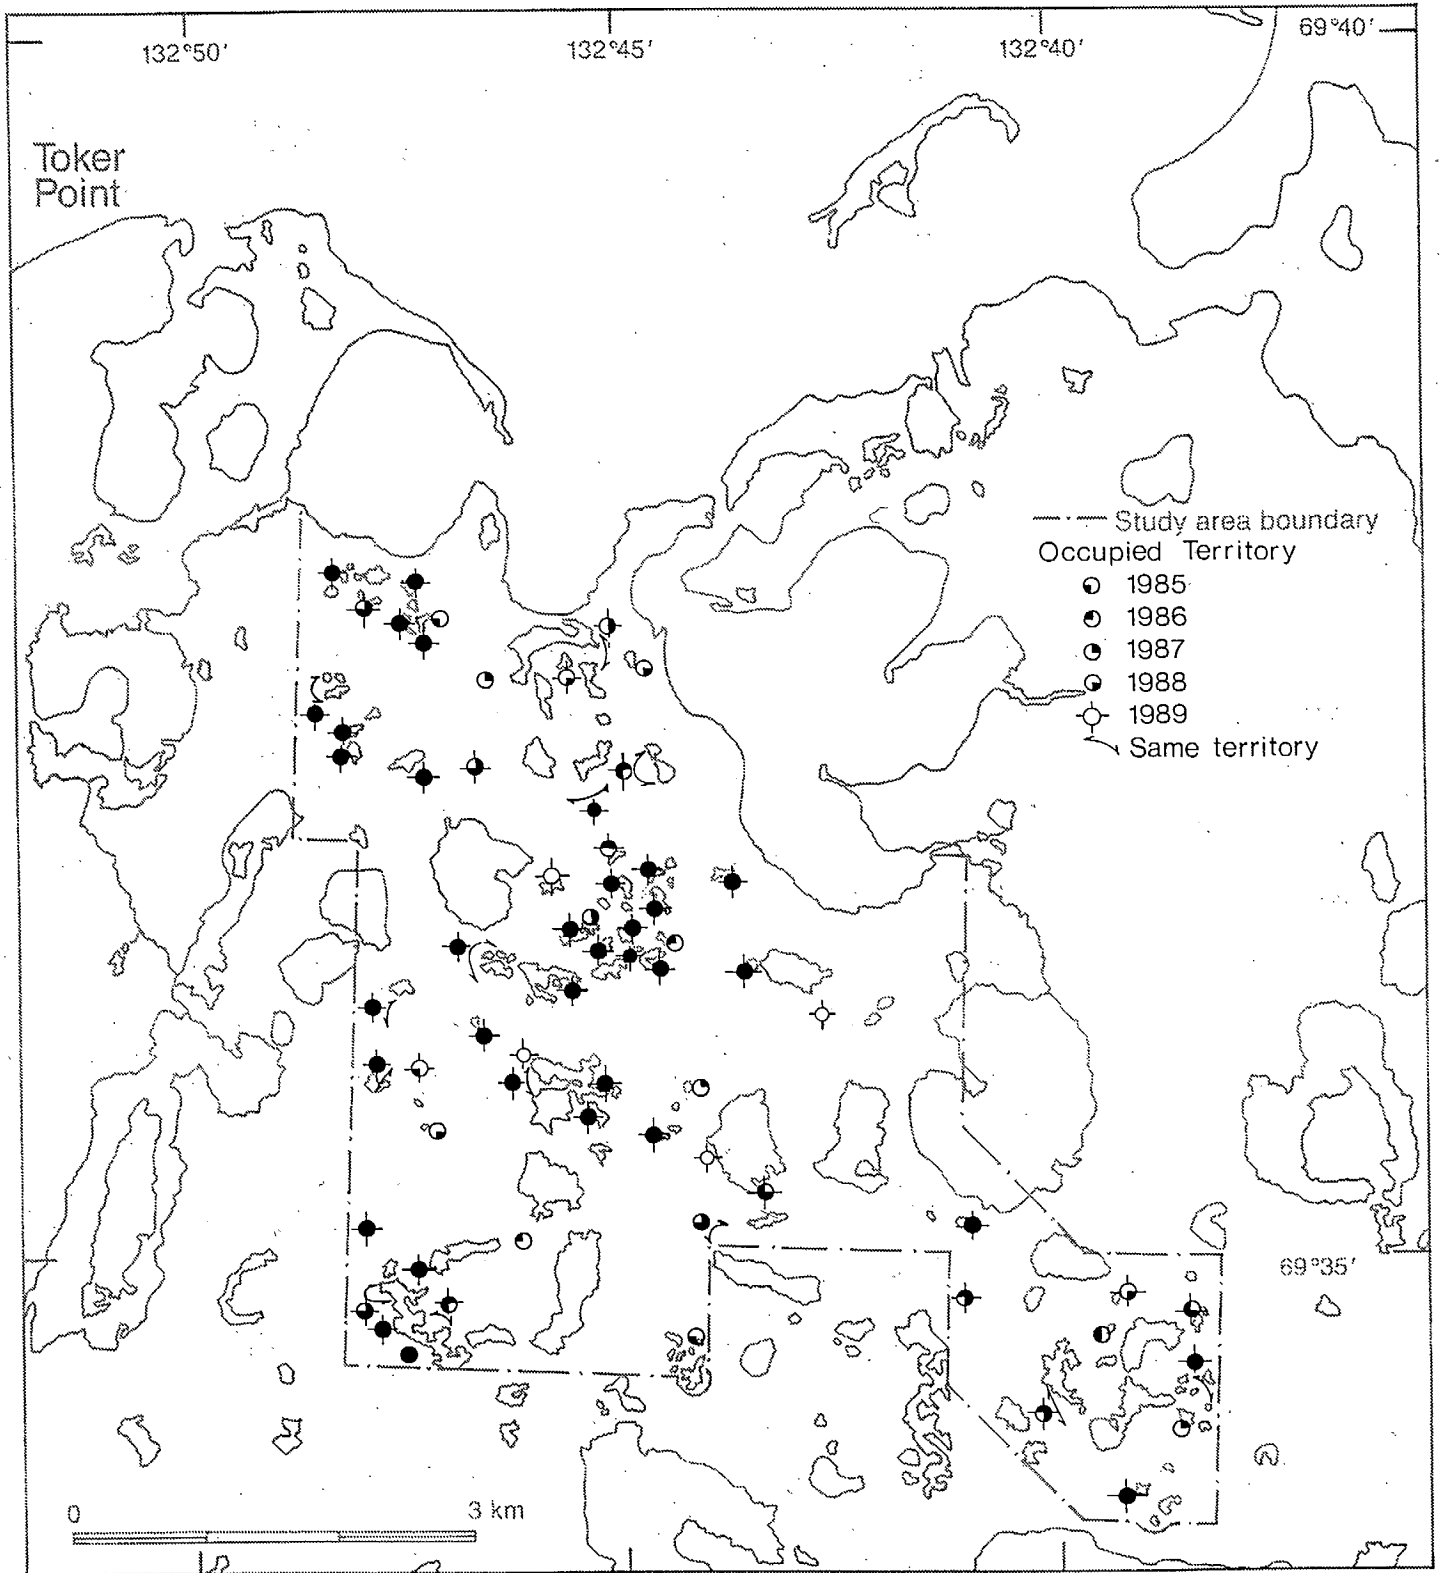 132°50′ 132°45′ 132°40′ 69°40′
Toker
Point
Study area boundary
Occupied Territory
1985
1986
1987
1988
1989
Same territory
69°35′
0 3 km